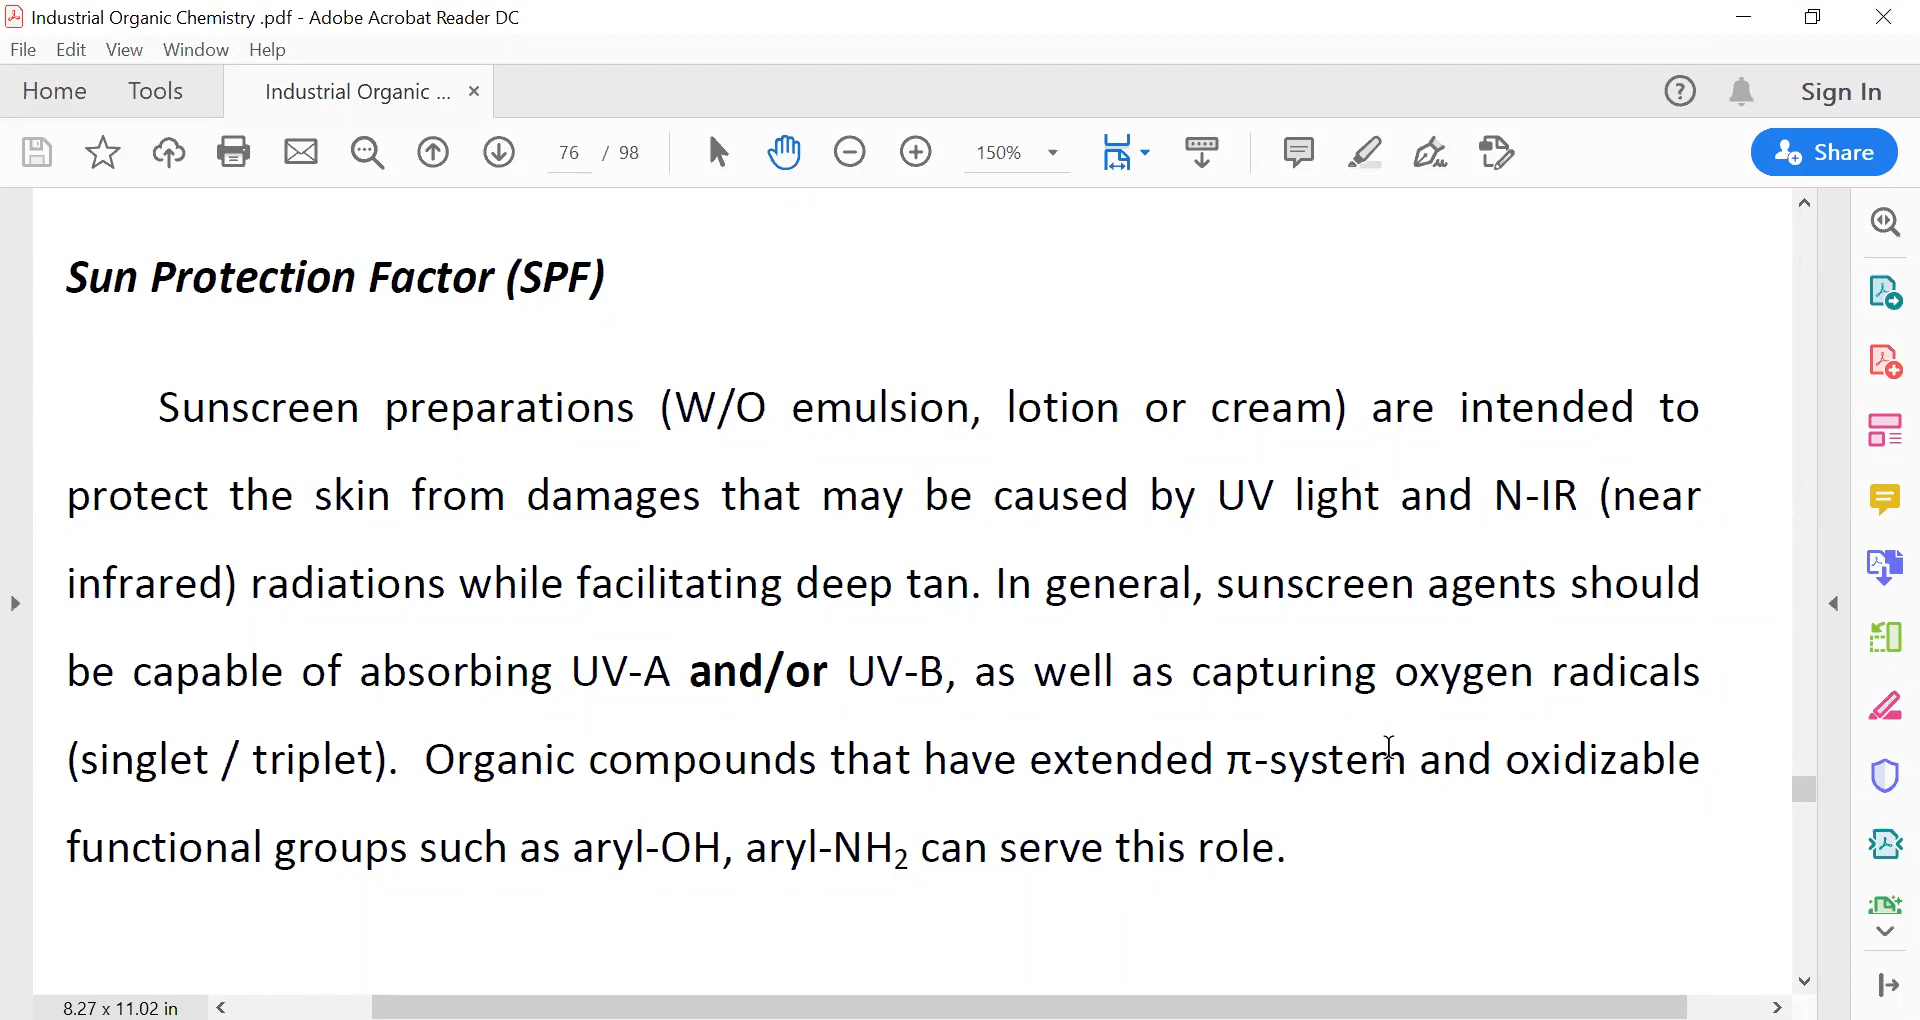 Industrial Organic Chemistry .pdf - Adobe Acrobat Reader DC
File Edit View Window Help
Home Tools Industrial Organic ... × Sign In
76 / 98 150% Share
Sun Protection Factor (SPF)
Sunscreen preparations (W/O emulsion, lotion or cream) are intended to
protect the skin from damages that may be caused by UV light and N-IR (near
infrared) radiations while facilitating deep tan. In general, sunscreen agents should
be capable of absorbing UV-A and/or UV-B, as well as capturing oxygen radicals
(singlet / triplet). Organic compounds that have extended π-system and oxidizable
functional groups such as aryl-OH, aryl-NH₂ can serve this role.
8.27 x 11.02 in